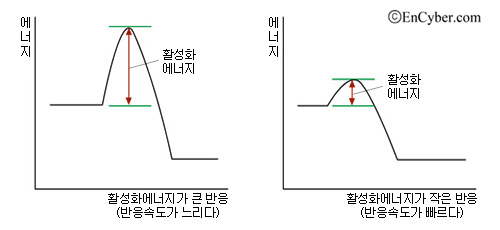 ©EnCyber.com
에너지
활성화
에너지
활성화에너지가 큰 반응
(반응속도가 느리다)
에너지
활성화
에너지
활성화에너지가 작은 반응
(반응속도가 빠르다)